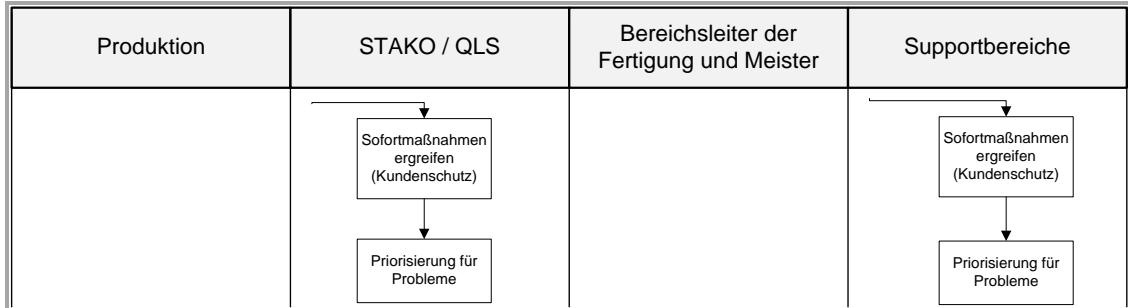 Produktion
STAKO / QLS
Bereichsleiter der
Fertigung und Meister
Supportbereiche
Sofortmaßnahmen
ergreifen
(Kundenschutz)
Priorisierung für
Probleme
Sofortmaßnahmen
ergreifen
(Kundenschutz)
Priorisierung für
Probleme